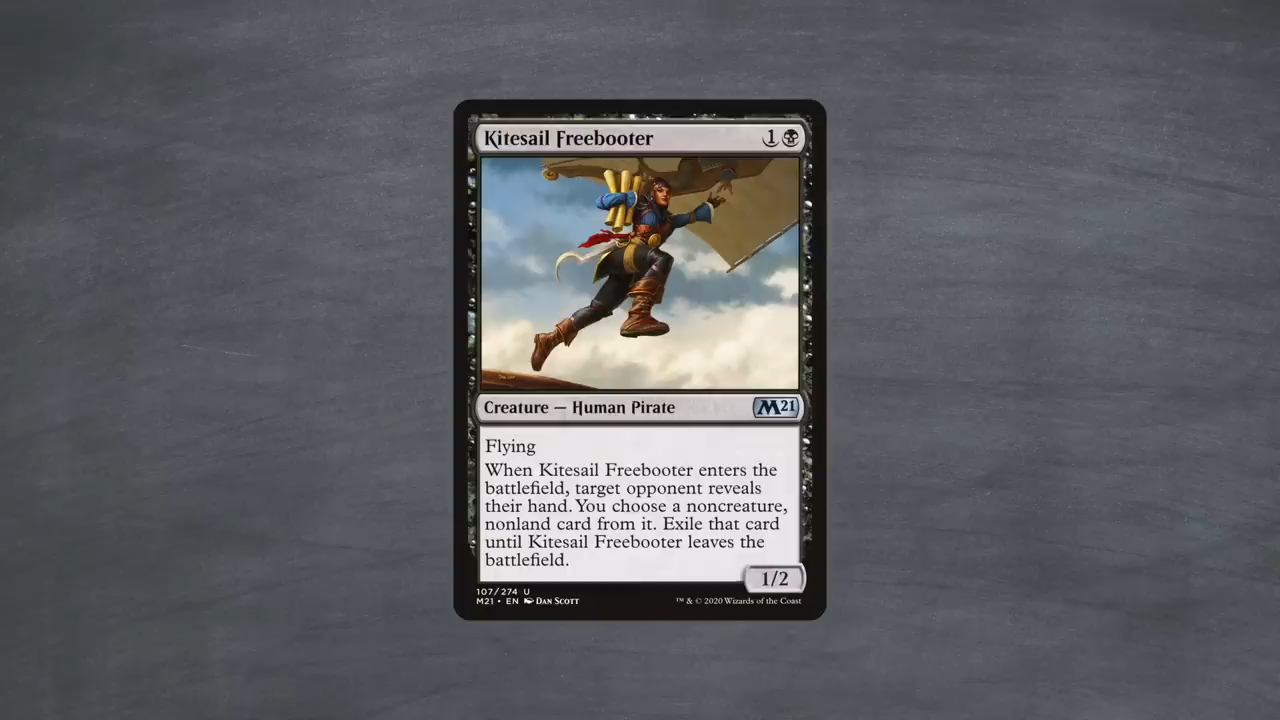 Kitesail Freebooter 1
Creature — Human Pirate M21
Flying
When Kitesail Freebooter enters the
battlefield, target opponent reveals
their hand. You choose a noncreature,
nonland card from it. Exile that card
until Kitesail Freebooter leaves the
battlefield.
1/2
107/274 U
M21 • EN Dan Scott
™ & © 2020 Wizards of the Coast